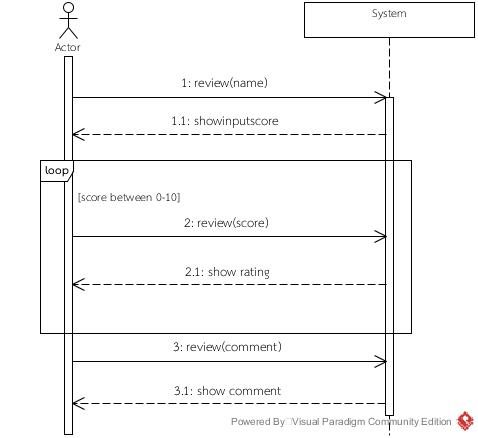 System
Actor
1: review(name)
1.1: showinputscore
loop
[score between 0-10]
2: review(score)
2.1: show rating
3: review(comment)
3.1: show comment
Powered By Visual Paradigm Community Edition